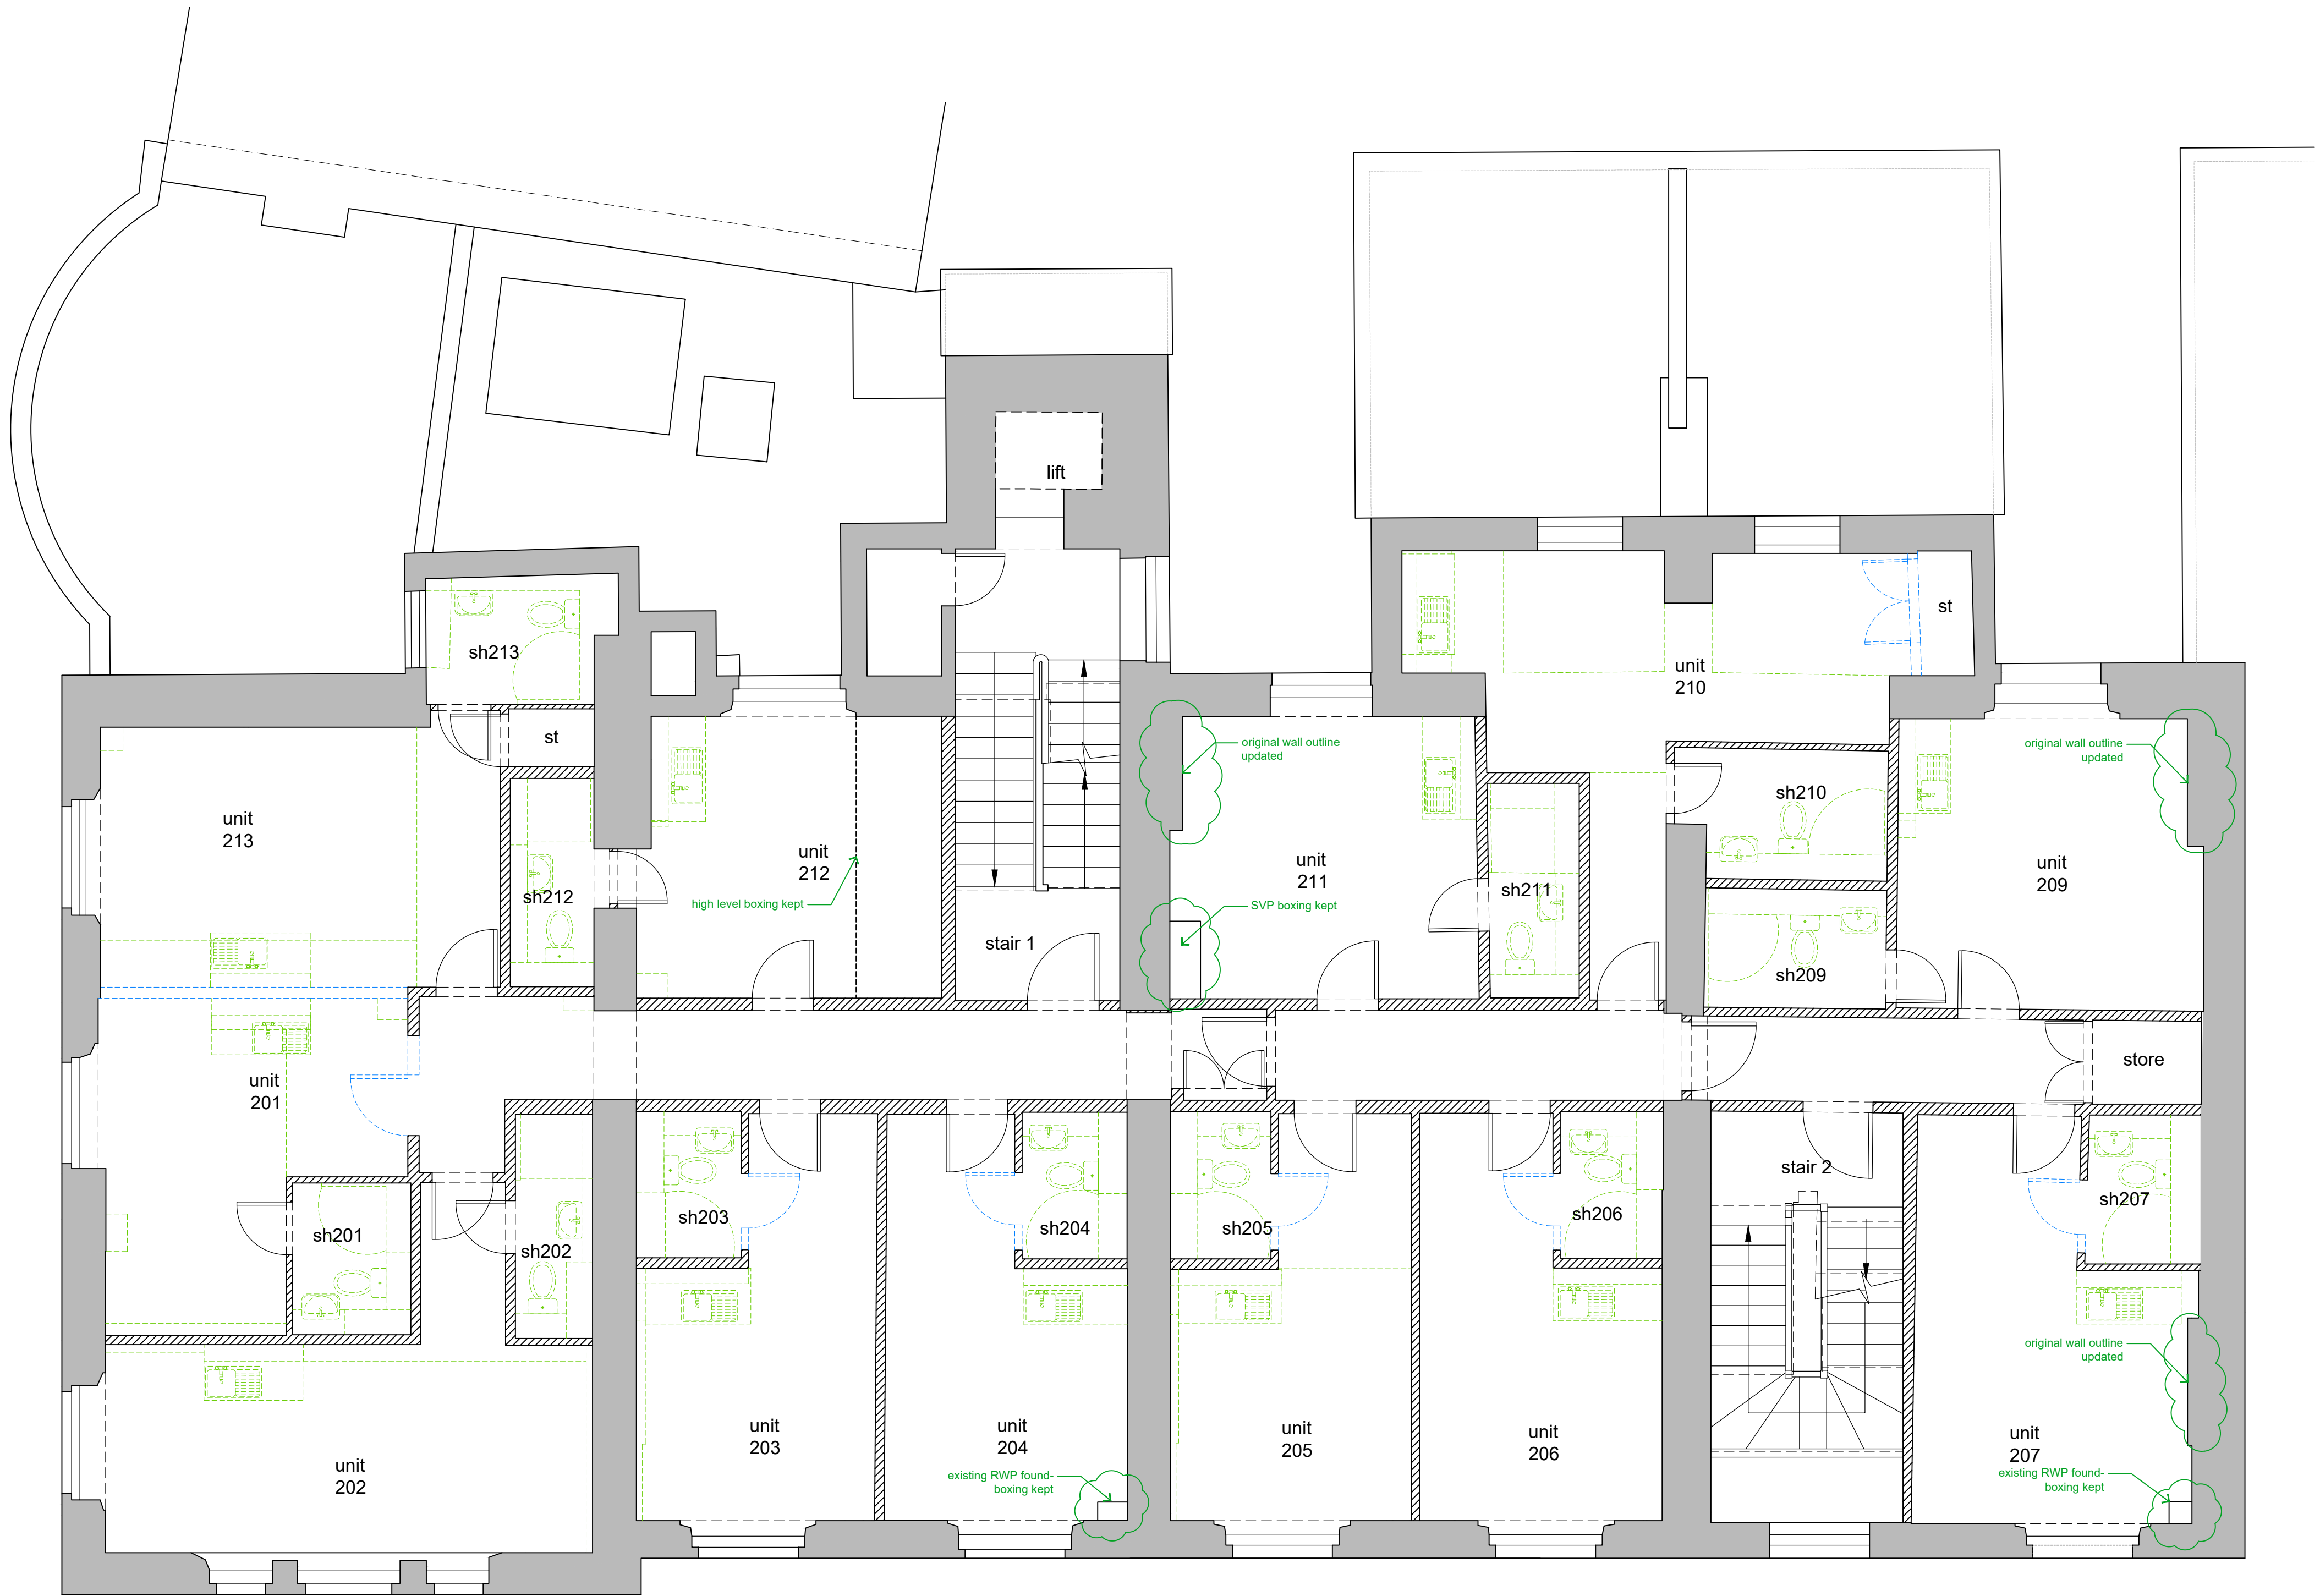 lift
st
sh213
unit
210
st
original wall outline
updated
original wall outline
updated
sh210
unit
213
unit
212
unit
211
unit
209
sh212
high level boxing kept
SVP boxing kept
sh211
stair 1
sh209
store
unit
201
stair 2
sh207
sh203
sh204
sh205
sh206
sh201
sh202
original wall outline
updated
unit
203
unit
204
unit
205
unit
206
unit
207
unit
202
existing RWP found-
boxing kept
existing RWP found-
boxing kept